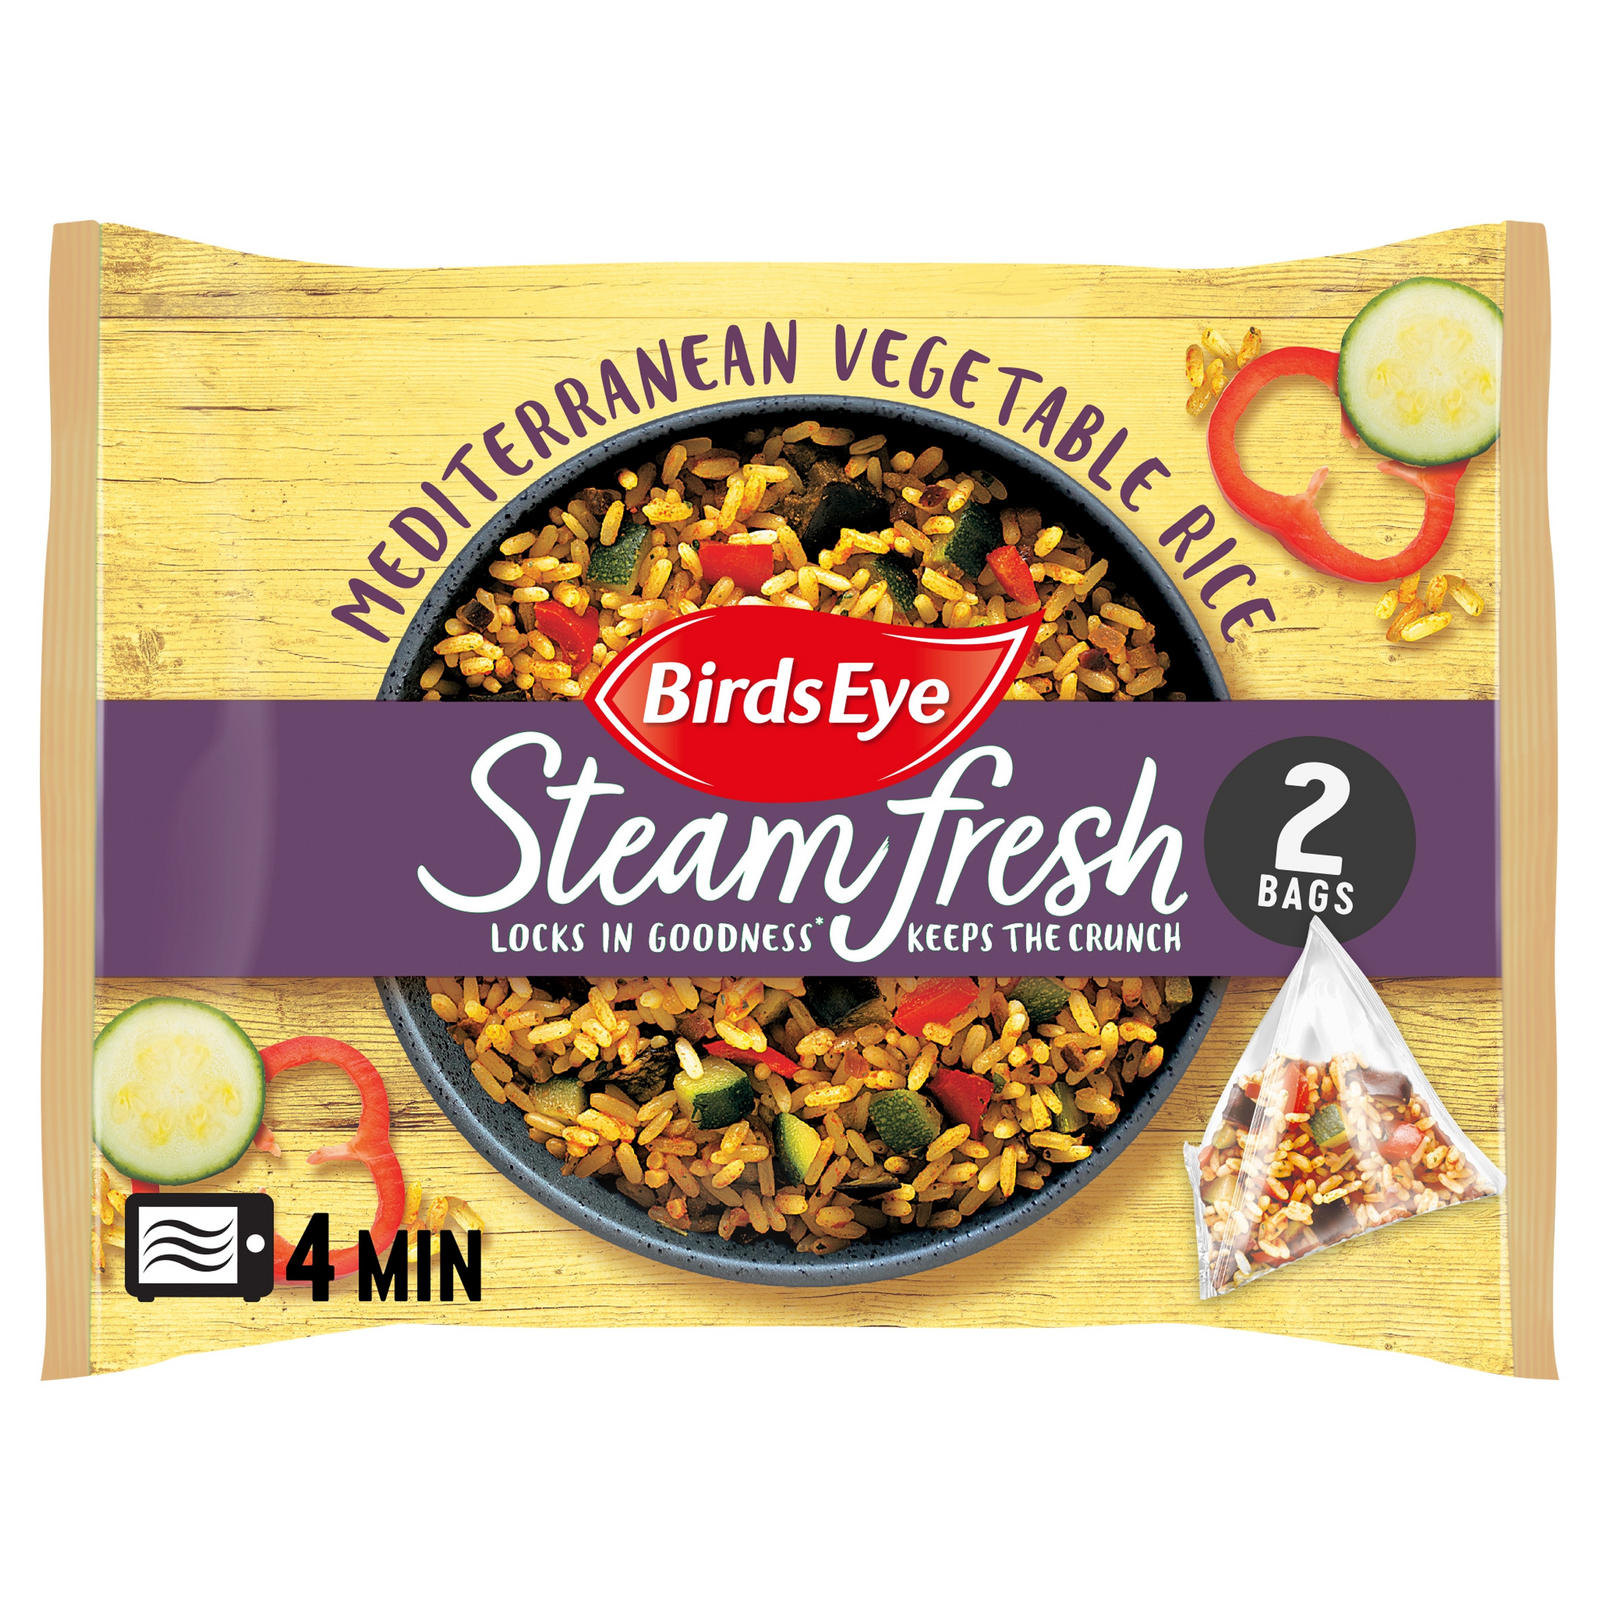 MEDITERRANEAN VEGETABLE RICE
BirdsEye
Steamfresh
LOCKS IN GOODNESS* KEEPS THE CRUNCH
2
BAGS
4 MIN